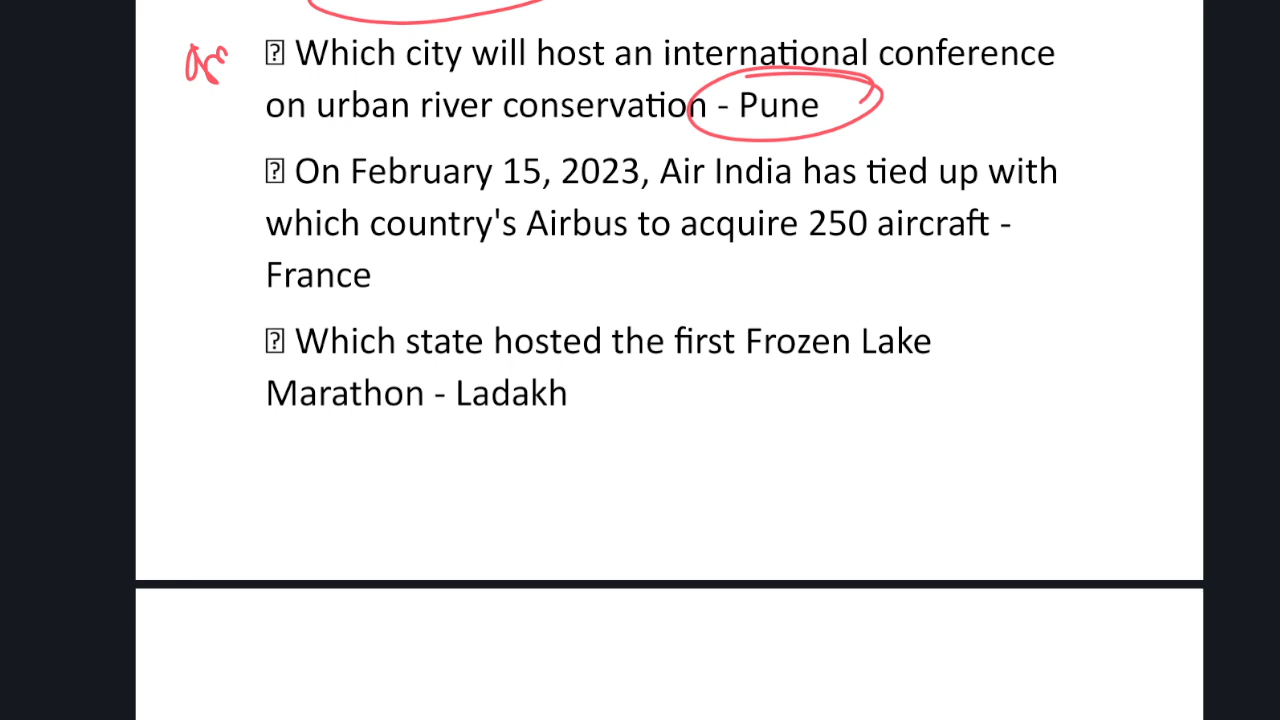 ⍰ Which city will host an international conference
on urban river conservation - Pune
⍰ On February 15, 2023, Air India has tied up with
which country's Airbus to acquire 250 aircraft -
France
⍰ Which state hosted the first Frozen Lake
Marathon - Ladakh